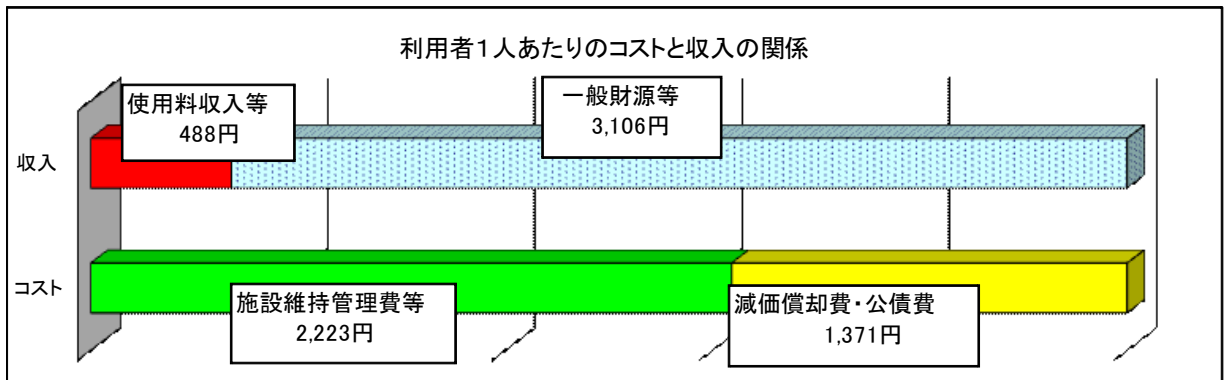 利用者１人あたりのコストと収入の関係
使用料収入等
488円
一般財源等
3,106円
収入
コスト
施設維持管理費等
2,223円
減価償却費・公債費
1,371円